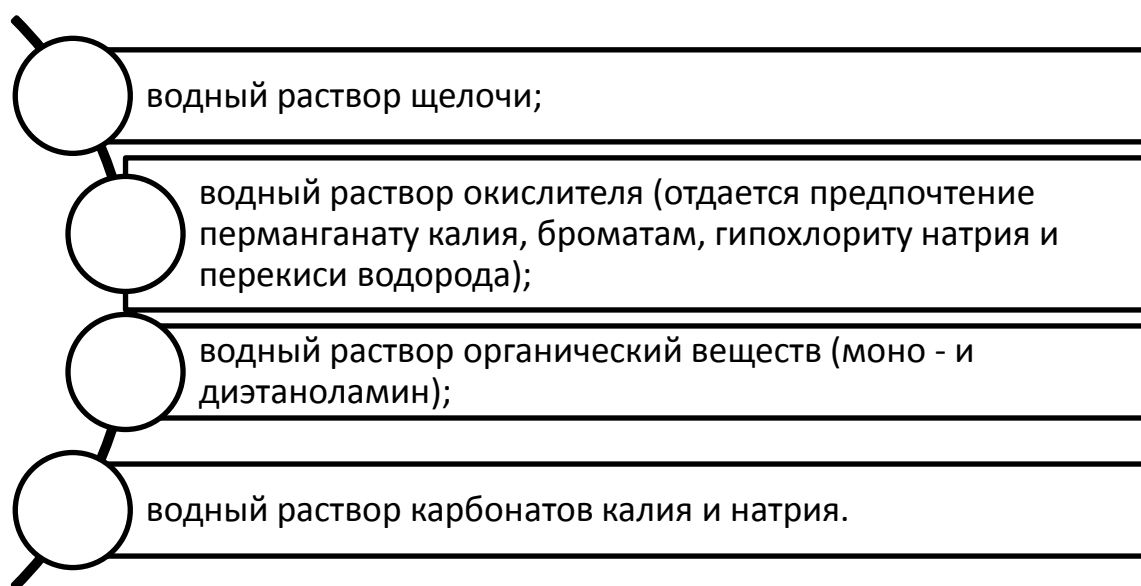 водный раствор щелочи;
водный раствор окислителя (отдается предпочтение
перманганату калия, броматам, гипохлориту натрия и
перекиси водорода);
водный раствор органический веществ (моно - и
диэтаноламин);
водный раствор карбонатов калия и натрия.